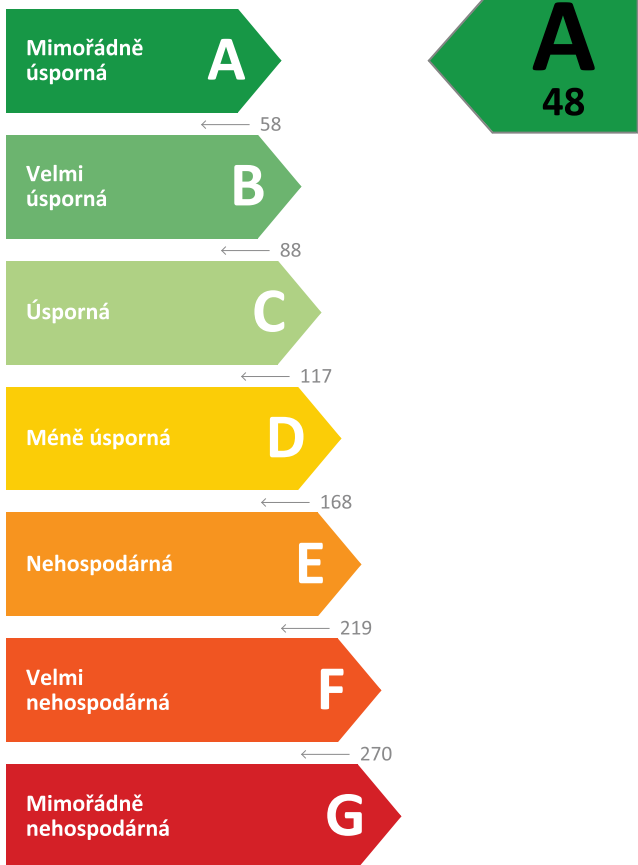 Mimořádně
úsporná
A
A
48
58
Velmi
úsporná
B
88
Úsporná
C
117
Méně úsporná
D
168
Nehospodárná
E
219
Velmi
nehospodárná
F
270
Mimořádně
nehospodárná
G